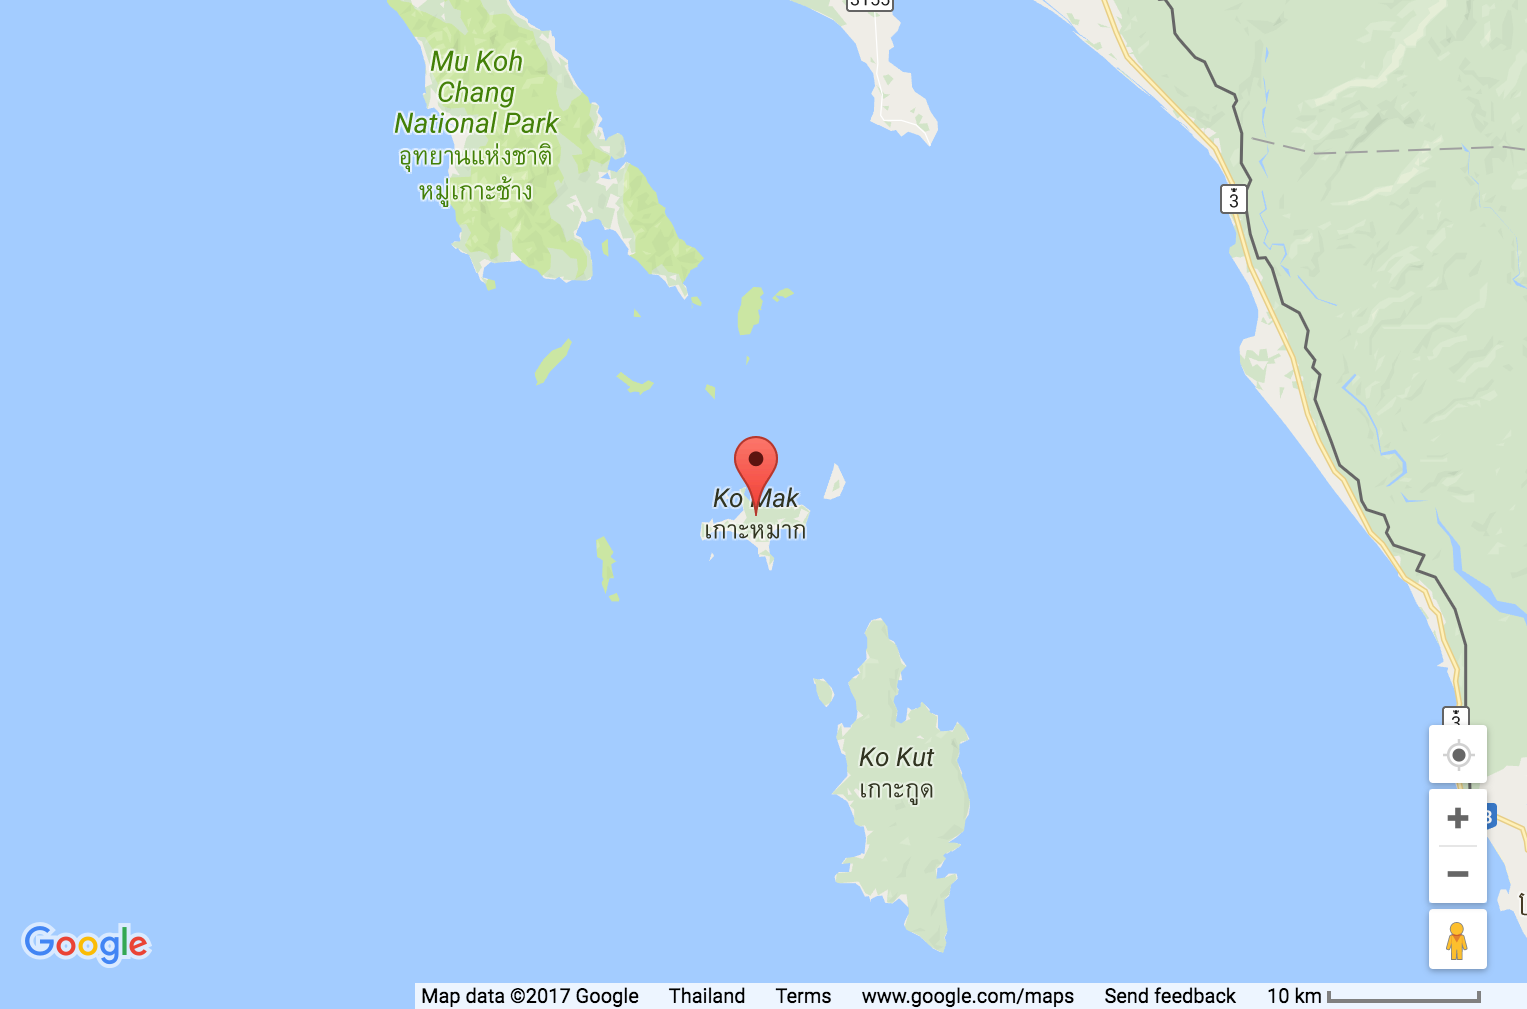 3155
Mu Koh
Chang
National Park
อุทยานแห่งชาติ
หมู่เกาะช้าง
3
Ko Mak
เกาะหมาก
3
Ko Kut
เกาะกูด
3
Google
Map data ©2017 Google Thailand Terms www.google.com/maps Send feedback 10 km